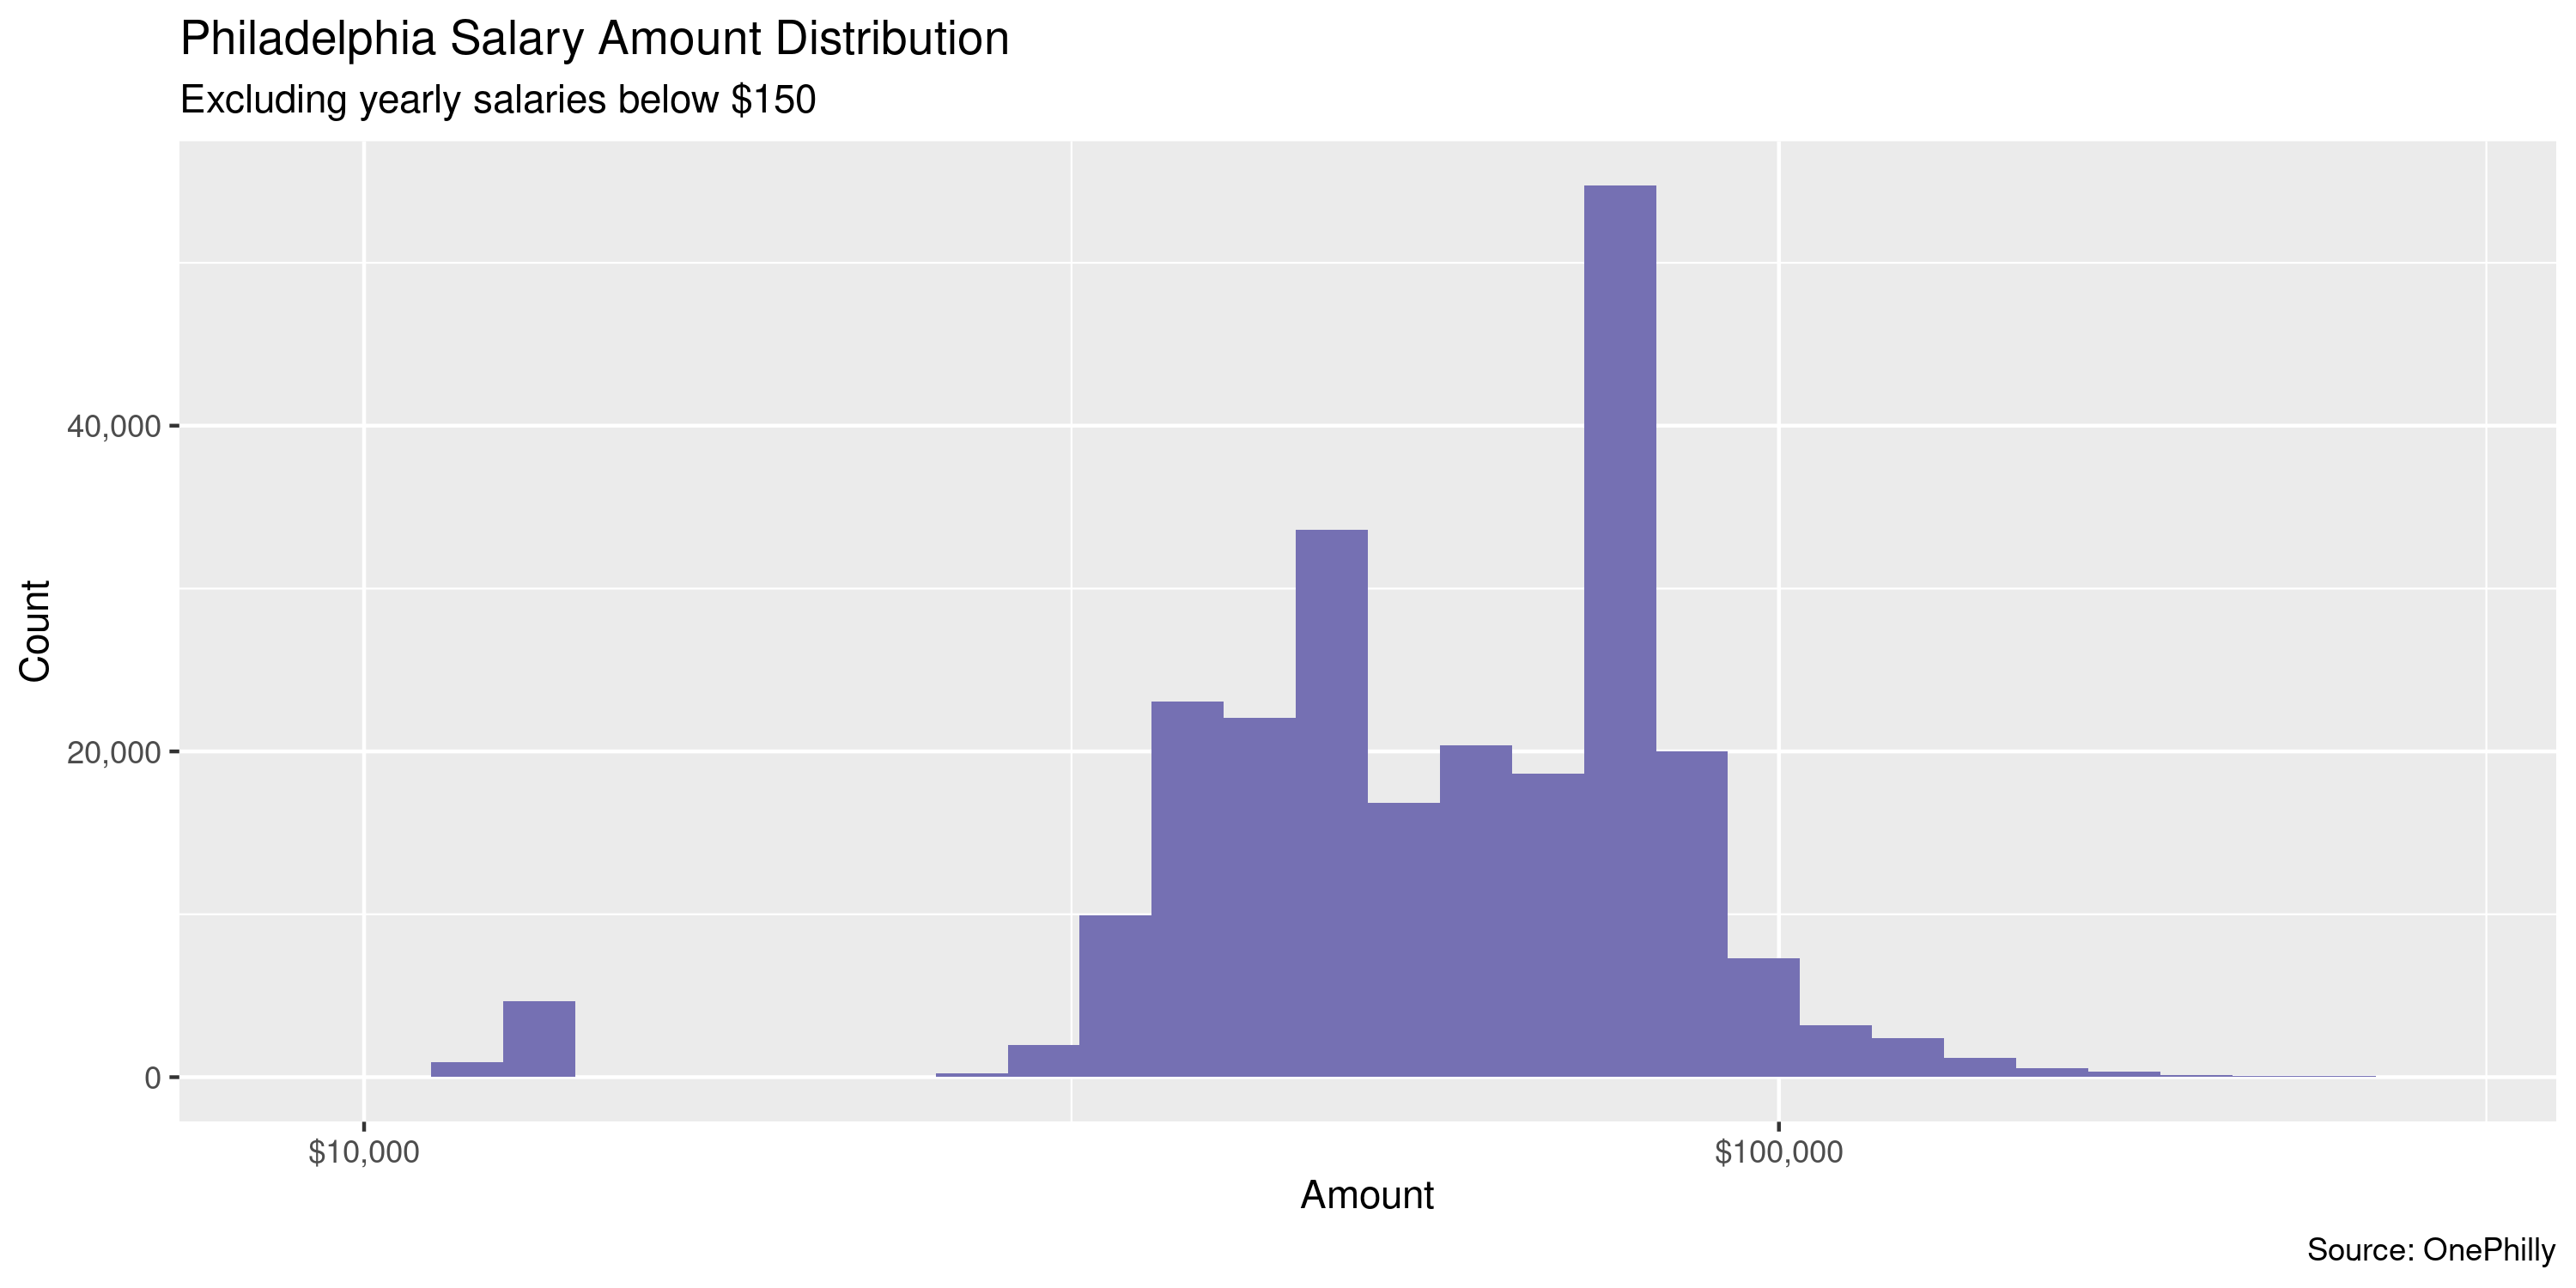 Philadelphia Salary Amount Distribution
Excluding yearly salaries below $150
Count
40,000
20,000
0
$10,000
$100,000
Amount
Source: OnePhilly